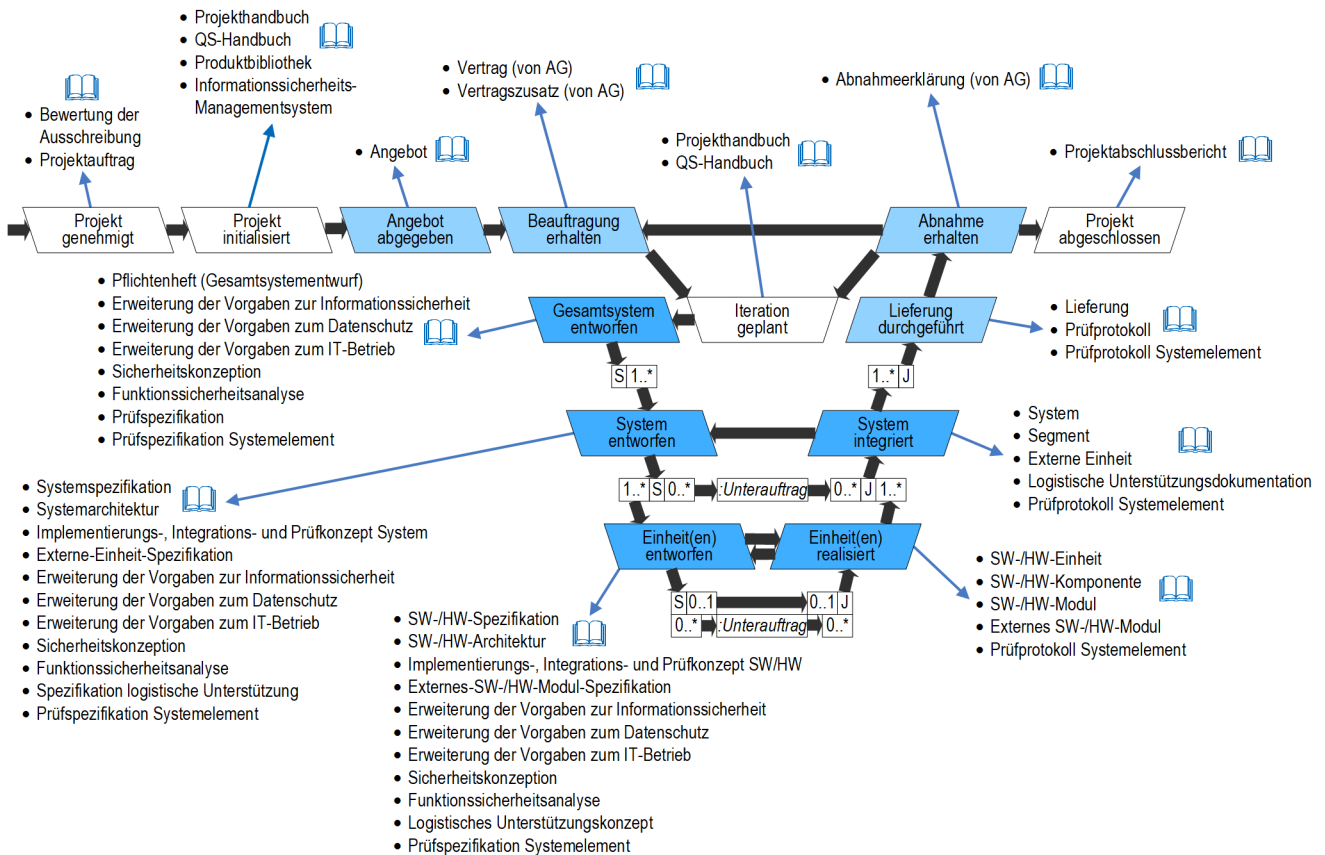 • Projekthandbuch
• QS-Handbuch
• Produktbibliothek
• Informationssicherheits-
Managementsystem
• Bewertung der
Ausschreibung
• Projektauftrag
• Angebot
• Vertrag (von AG)
• Vertragszusatz (von AG)
• Projekthandbuch
• QS-Handbuch
• Abnahmeerklärung (von AG)
• Projektabschlussbericht
Projekt
genehmigt
Projekt
initialisiert
Angebot
abgegeben
Beauftragung
erhalten
Abnahme
erhalten
Projekt
abgeschlossen
• Pflichtenheft (Gesamtsystementwurf)
• Erweiterung der Vorgaben zur Informationssicherheit
• Erweiterung der Vorgaben zum Datenschutz
• Erweiterung der Vorgaben zum IT-Betrieb
• Sicherheitskonzeption
• Funktionssicherheitsanalyse
• Prüfspezifikation
• Prüfspezifikation Systemelement
Gesamtsystem
entworfen
Iteration
geplant
Lieferung
durchgeführt
• Lieferung
• Prüfprotokoll
• Prüfprotokoll Systemelement
S 1..*
1..* J
System
entworfen
System
integriert
• System
• Segment
• Externe Einheit
• Logistische Unterstützungsdokumentation
• Prüfprotokoll Systemelement
1..* S 0..* :Unterauftrag 0..* J 1..*
• Systemspezifikation
• Systemarchitektur
• Implementierungs-, Integrations- und Prüfkonzept System
• Externe-Einheit-Spezifikation
• Erweiterung der Vorgaben zur Informationssicherheit
• Erweiterung der Vorgaben zum Datenschutz
• Erweiterung der Vorgaben zum IT-Betrieb
• Sicherheitskonzeption
• Funktionssicherheitsanalyse
• Spezifikation logistische Unterstützung
• Prüfspezifikation Systemelement
Einheit(en)
entworfen
Einheit(en)
realisiert
• SW-/HW-Einheit
• SW-/HW-Komponente
• SW-/HW-Modul
• Externes SW-/HW-Modul
• Prüfprotokoll Systemelement
S 0..1 0..1 J
0..* :Unterauftrag 0..*
• SW-/HW-Spezifikation
• SW-/HW-Architektur
• Implementierungs-, Integrations- und Prüfkonzept SW/HW
• Externes-SW-/HW-Modul-Spezifikation
• Erweiterung der Vorgaben zur Informationssicherheit
• Erweiterung der Vorgaben zum Datenschutz
• Erweiterung der Vorgaben zum IT-Betrieb
• Sicherheitskonzeption
• Funktionssicherheitsanalyse
• Logistisches Unterstützungskonzept
• Prüfspezifikation Systemelement